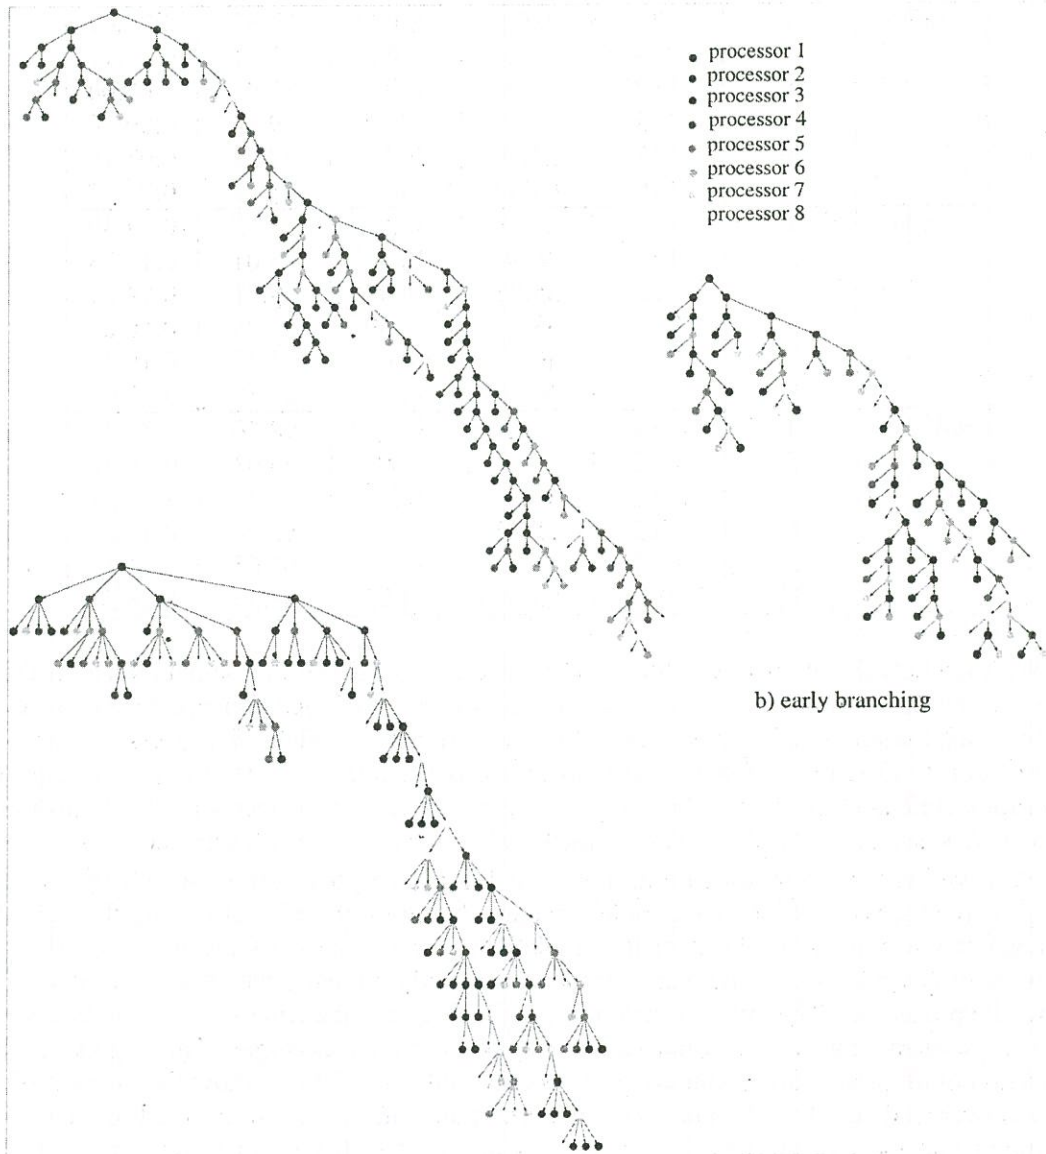 processor 1
processor 2
processor 3
processor 4
processor 5
processor 6
processor 7
processor 8
b) early branching